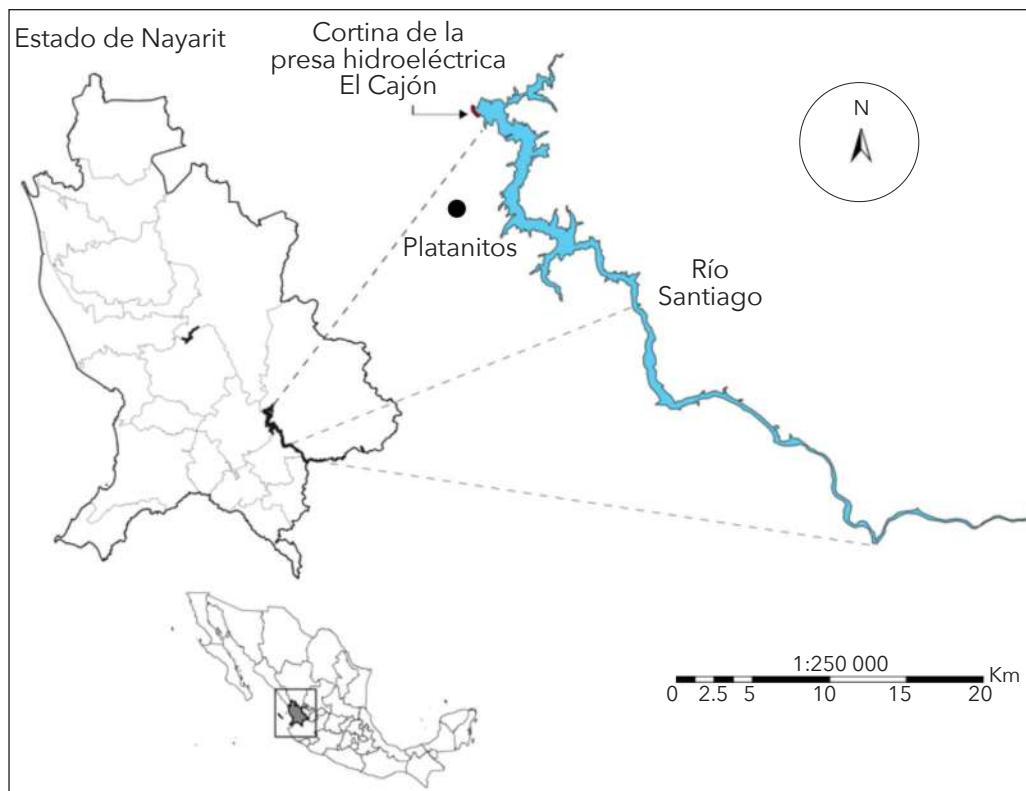 Estado de Nayarit
Cortina de la
presa hidroeléctrica
El Cajón
N
Platanitos
Río
Santiago
1:250 000
Km
0 2.5 5 10 15 20